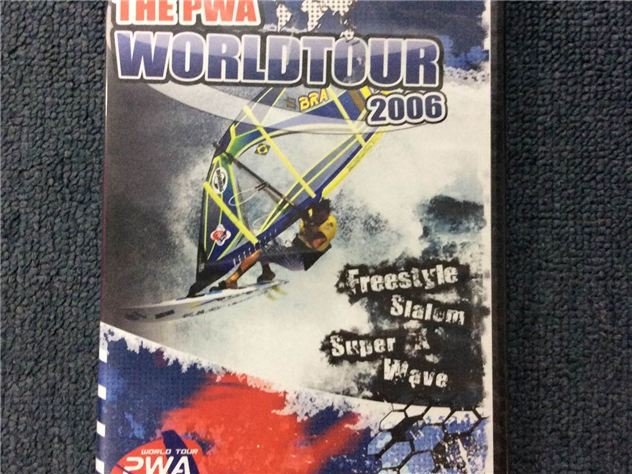 THE PWA
WORLDTOUR
2006
BRA
Freestyle
Slalom
Super X
Wave
WORLD TOUR
PWA